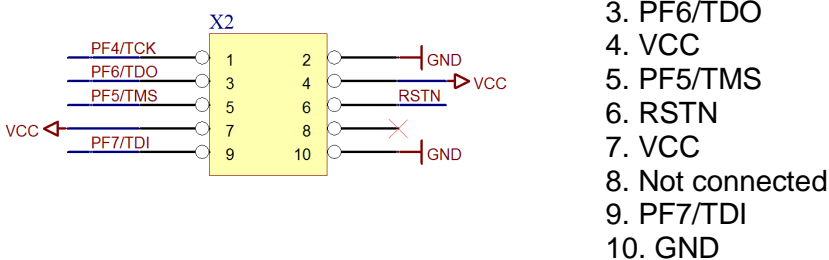 X2
PF4/TCK 1 2 GND
PF6/TDO 3 4 VCC
PF5/TMS 5 6 RSTN
VCC 7 8
PF7/TDI 9 10 GND
3. PF6/TDO
4. VCC
5. PF5/TMS
6. RSTN
7. VCC
8. Not connected
9. PF7/TDI
10. GND